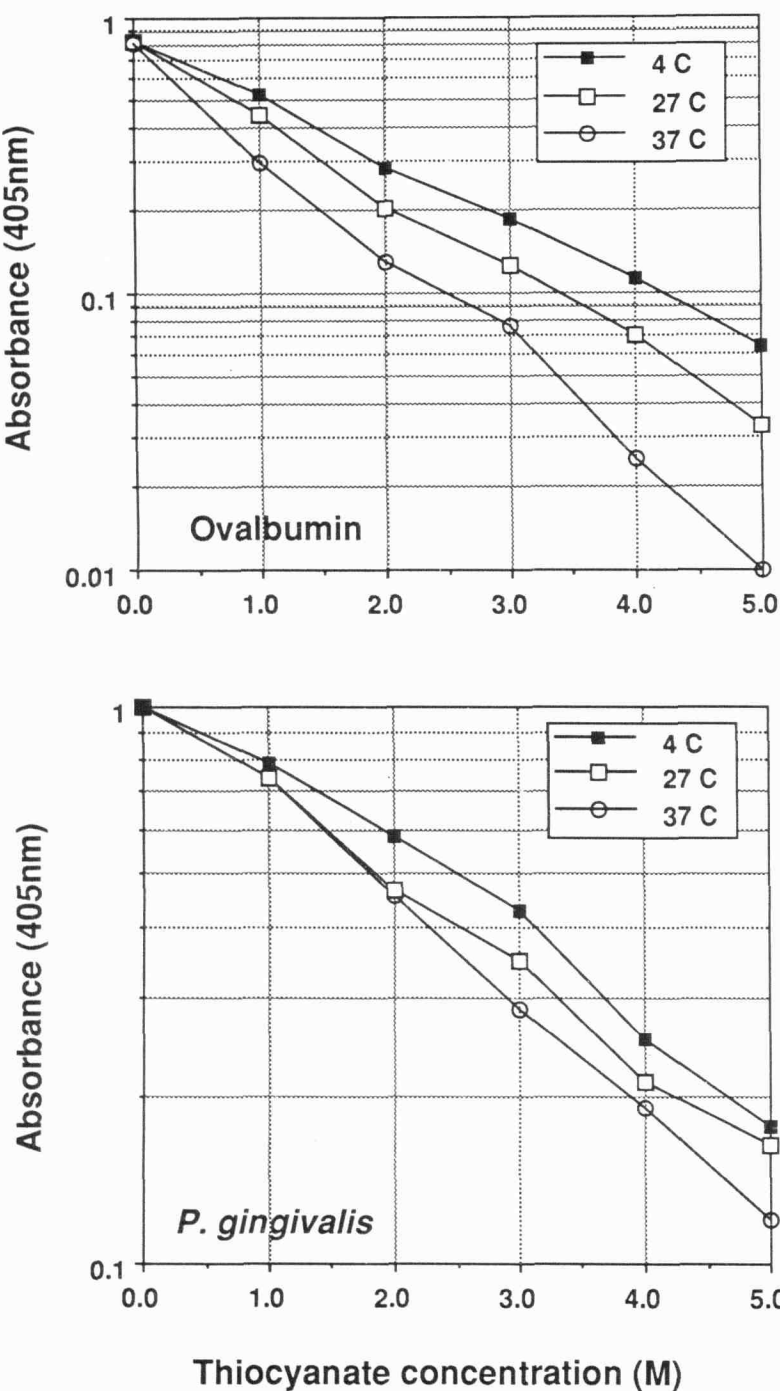 Absorbance (405nm)
1
0.1
0.01
4 C
27 C
37 C
Ovalbumin
0.0 1.0 2.0 3.0 4.0 5.0
Absorbance (405nm)
1
0.1
4 C
27 C
37 C
P. gingivalis
0.0 1.0 2.0 3.0 4.0 5.0
Thiocyanate concentration (M)